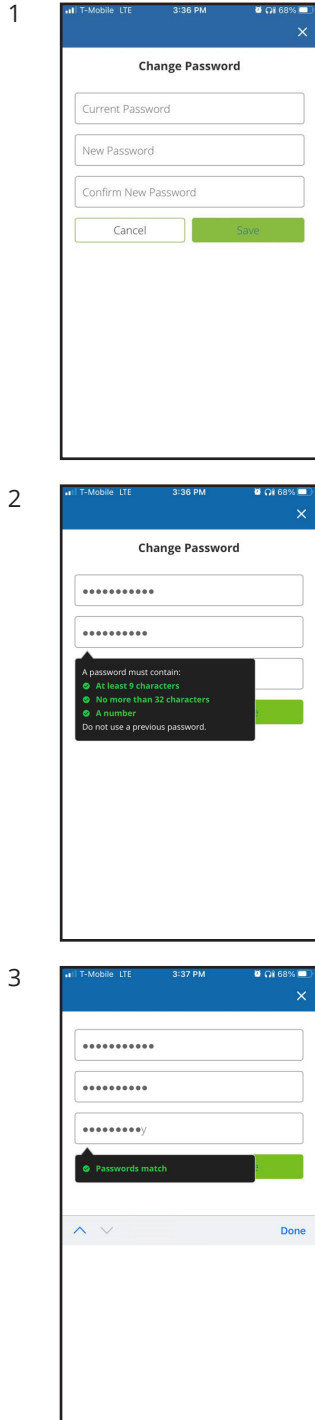 1
T-Mobile LTE 3:36 PM 68%
Change Password
Current Password
New Password
Confirm New Password
Cancel Save
2
T-Mobile LTE 3:36 PM 68%
Change Password
•••••••••••
••••••••••
A password must contain:
At least 9 characters
No more than 32 characters
A number
Do not use a previous password.
3
T-Mobile LTE 3:37 PM 68%
•••••••••••
••••••••••
•••••••••y
Passwords match
Done